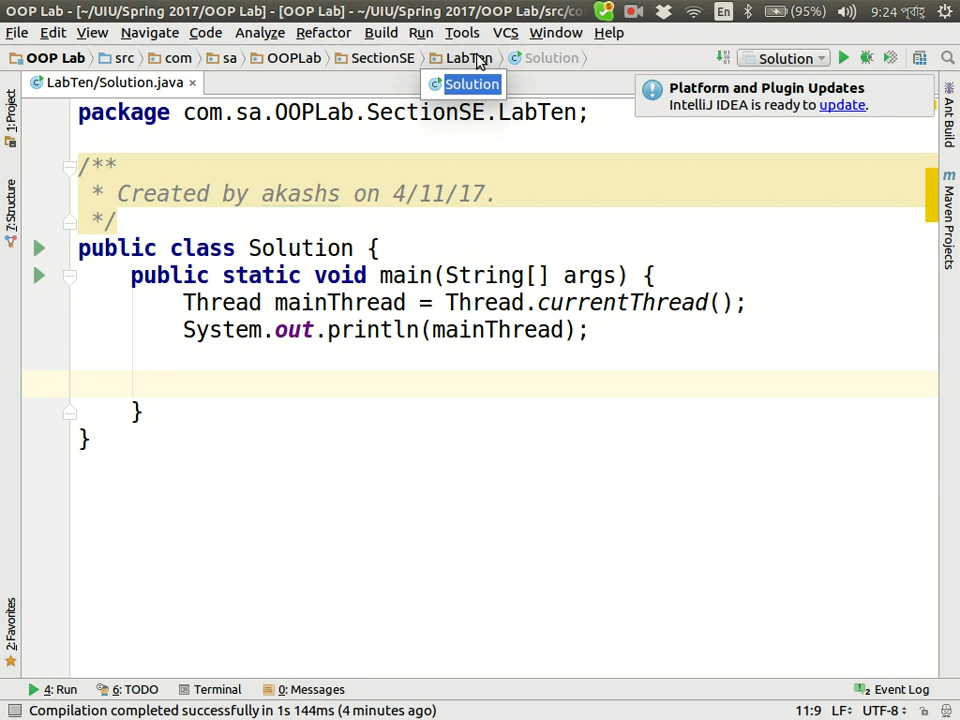 OOP Lab - [~/UIU/Spring 2017/OOP Lab] - [OOP Lab] - ~/UIU/Spring 2017/OOP Lab/src/co
En (95%) 9:24 পূর্বাহ্ণ
File Edit View Navigate Code Analyze Refactor Build Run Tools VCS Window Help
OOP Lab src com sa OOPLab SectionSE LabTen Solution Solution
LabTen/Solution.java
Solution
Platform and Plugin Updates
IntelliJ IDEA is ready to update.
package com.sa.OOPLab.SectionSE.LabTen;
/**
* Created by akashs on 4/11/17.
*/
public class Solution {
public static void main(String[] args) {
Thread mainThread = Thread.currentThread();
System.out.println(mainThread);
}
}
1: Project
7: Structure
2: Favorites
Ant Build
Maven Projects
4: Run 6: TODO Terminal 0: Messages 2 Event Log
Compilation completed successfully in 1s 144ms (4 minutes ago) 11:9 LF UTF-8